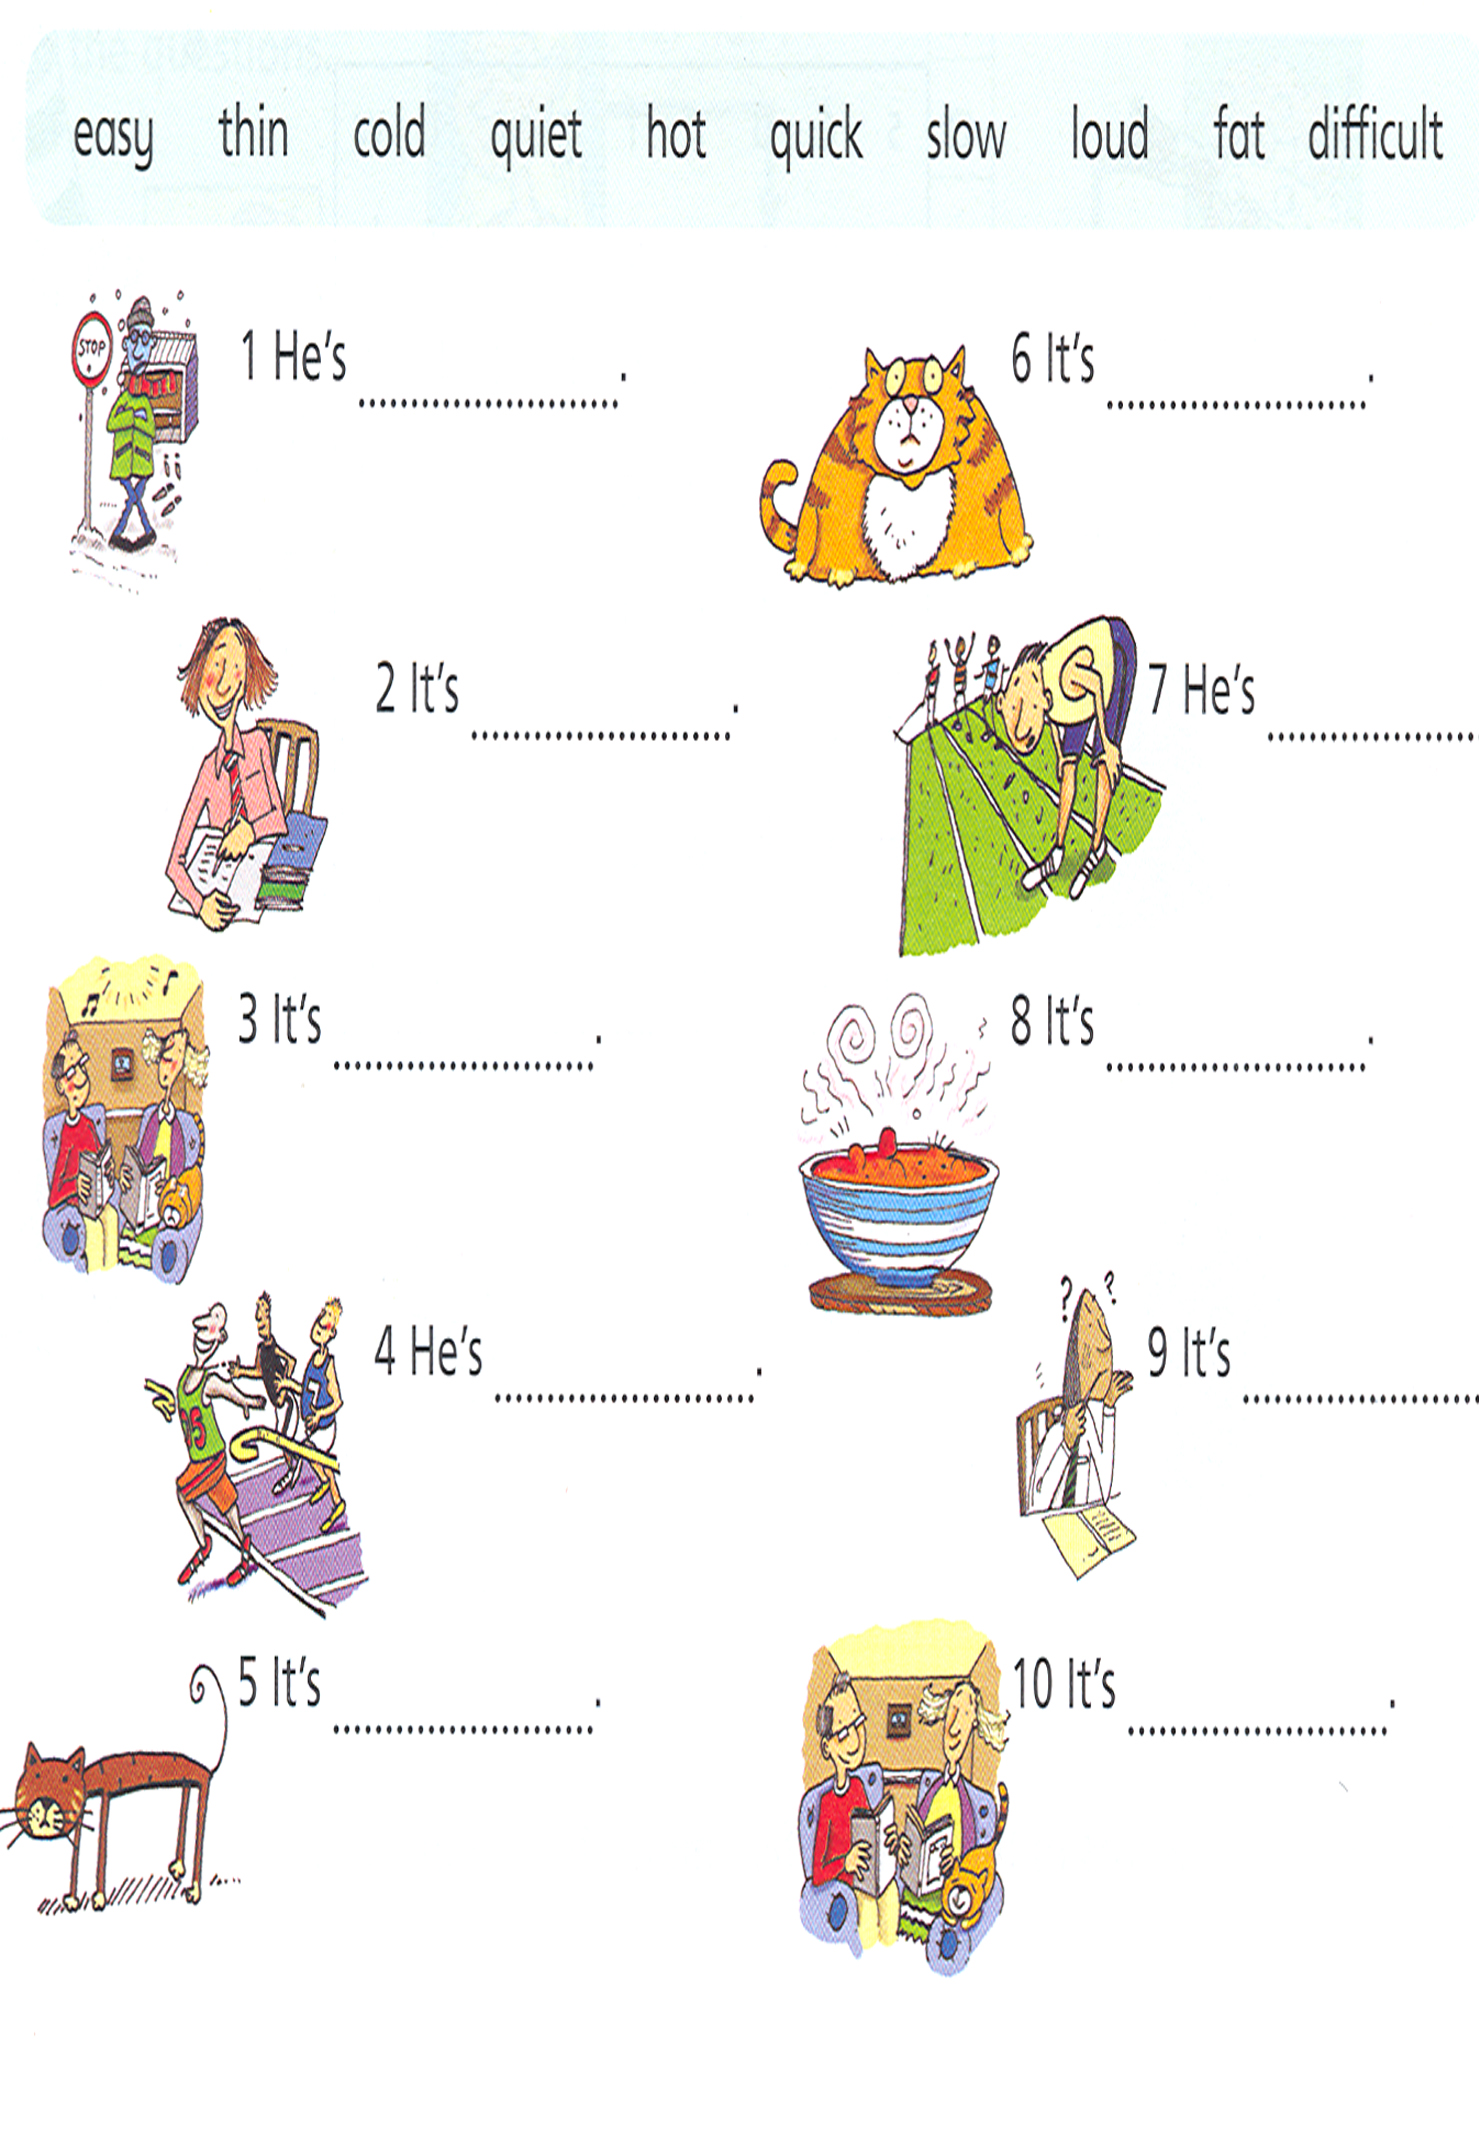 easy thin cold quiet hot quick slow loud fat difficult
STOP
1 He's ........................ .
6 It's ........................ .
2 It's ........................ .
7 He's ...................
3 It's ........................ .
8 It's ........................ .
? ?
4 He's ........................ .
9 It's ......................
5 It's ........................ .
10 It's ........................ .